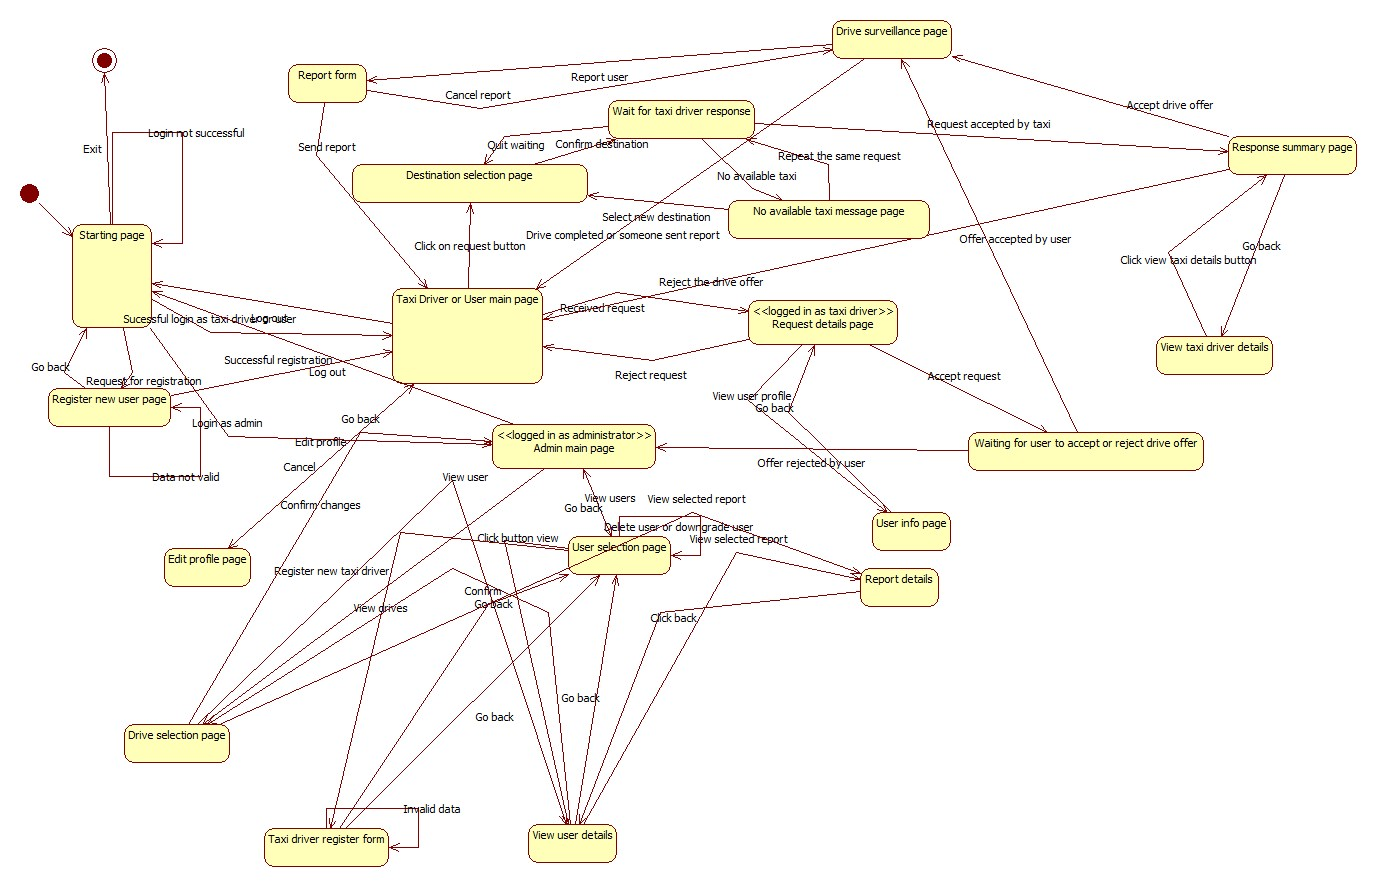 Drive surveillance page
Report form
Report user
Cancel report
Wait for taxi driver response
Accept drive offer
Request accepted by taxi
Login not successful
Exit
Send report
Quit waiting
Confirm destination
Repeat the same request
Response summary page
Destination selection page
No available taxi
No available taxi message page
Select new destination
Starting page
Drive completed or someone sent report
Offer accepted by user
Click on request button
Go back
Click view taxi details button
Reject the drive offer
Taxi Driver or User main page
Received request
<<logged in as taxi driver>>
Request details page
Sucessful login as taxi driver or user
Log out
View taxi driver details
Successful registration
Go back
Log out
Reject request
Accept request
Request for registration
Register new user page
View user profile
Go back
Login as admin
Go back
Edit profile
<<logged in as administrator>>
Admin main page
Waiting for user to accept or reject drive offer
Cancel
Offer rejected by user
Data not valid
View user
View users
View selected report
Confirm changes
Go back
User info page
Delete user or downgrade user
Click button view
View selected report
User selection page
Edit profile page
Register new taxi driver
Report details
Confirm
Go back
View drives
Click back
Go back
Go back
Drive selection page
Invalid data
Taxi driver register form
View user details